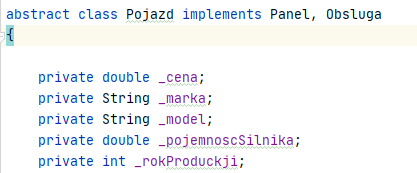 abstract class Pojazd implements Panel, Obsluga
{
private double _cena;
private String _marka;
private String _model;
private double _pojemnoscSilnika;
private int _rokProduckji;